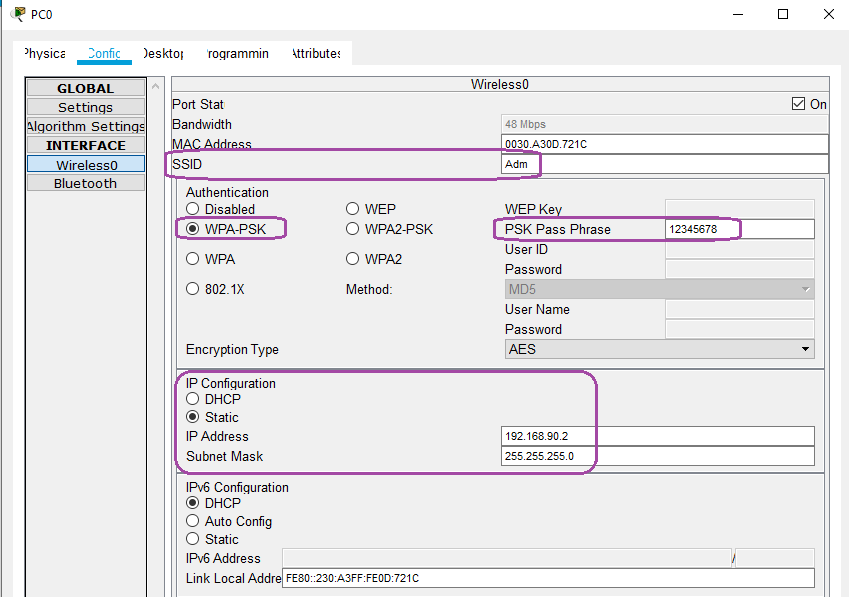 PC0
Physica Config Desktop Programmin Attributes
GLOBAL
Settings
Algorithm Settings
INTERFACE
Wireless0
Bluetooth
Wireless0
Port Stat On
Bandwidth 48 Mbps
MAC Address 0030.A30D.721C
SSID Adm
Authentication
Disabled WEP WEP Key
WPA-PSK WPA2-PSK PSK Pass Phrase 12345678
User ID
WPA WPA2 Password
802.1X Method: MD5
User Name
Password
Encryption Type AES
IP Configuration
DHCP
Static
IP Address 192.168.90.2
Subnet Mask 255.255.255.0
IPv6 Configuration
DHCP
Auto Config
Static
IPv6 Address /
Link Local Addre FE80::230:A3FF:FE0D:721C